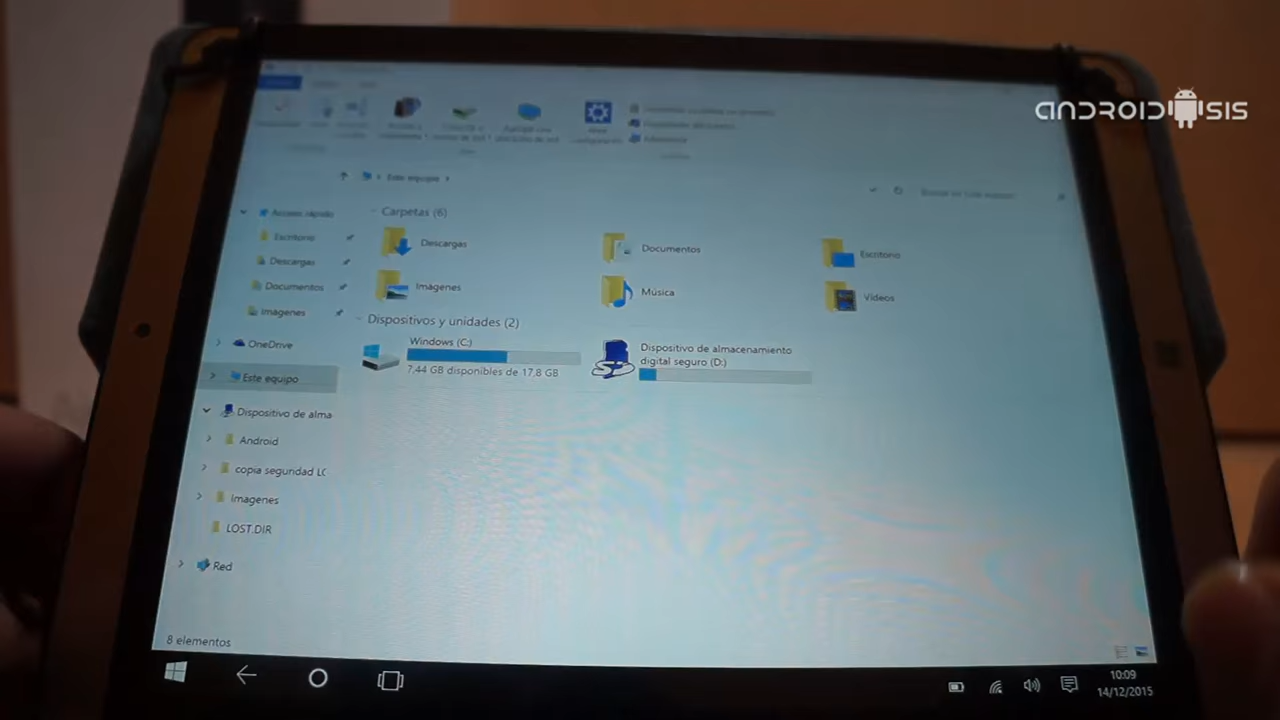 ANDROIDSIS
Este equipo
Acceso rápido
Escritorio
Descargas
Documentos
Imágenes
OneDrive
Este equipo
Dispositivo de alma
Android
copia seguridad LG
Imagenes
LOST.DIR
Red
Carpetas (6)
Descargas
Documentos
Escritorio
Imágenes
Música
Vídeos
Dispositivos y unidades (2)
Windows (C:)
7,44 GB disponibles de 17,8 GB
Dispositivo de almacenamiento
digital seguro (D:)
8 elementos
10:09
14/12/2015